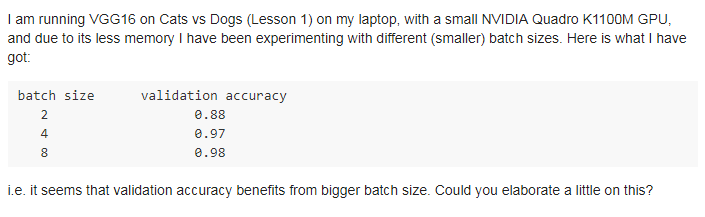 I am running VGG16 on Cats vs Dogs (Lesson 1) on my laptop, with a small NVIDIA Quadro K1100M GPU,
and due to its less memory I have been experimenting with different (smaller) batch sizes. Here is what I have
got:
batch size validation accuracy
2 0.88
4 0.97
8 0.98
i.e. it seems that validation accuracy benefits from bigger batch size. Could you elaborate a little on this?